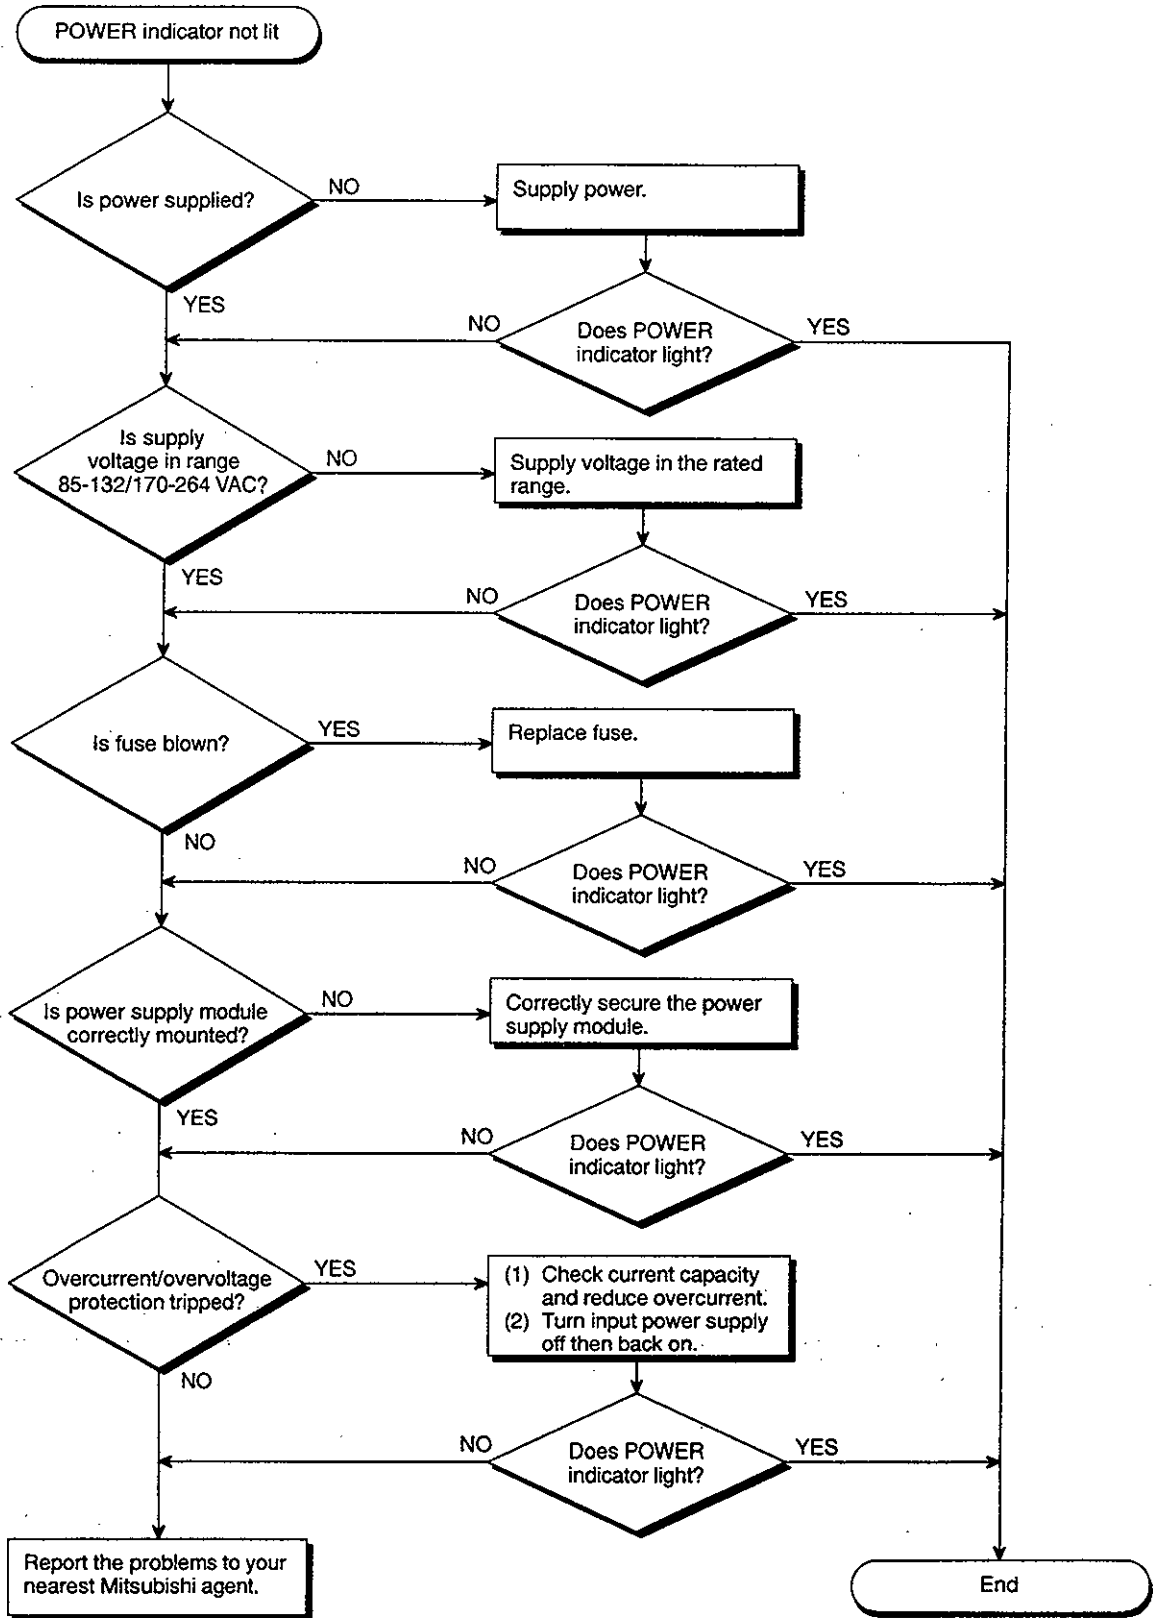 POWER indicator not lit
Is power supplied?
NO
Supply power.
YES
NO
Does POWER
indicator light?
YES
Is supply
voltage in range
85-132/170-264 VAC?
NO
Supply voltage in the rated
range.
YES
NO
Does POWER
indicator light?
YES
Is fuse blown?
YES
Replace fuse.
NO
NO
Does POWER
indicator light?
YES
Is power supply module
correctly mounted?
NO
Correctly secure the power
supply module.
YES
NO
Does POWER
indicator light?
YES
Overcurrent/overvoltage
protection tripped?
YES
(1) Check current capacity
and reduce overcurrent.
(2) Turn input power supply
off then back on.
NO
NO
Does POWER
indicator light?
YES
Report the problems to your
nearest Mitsubishi agent.
End